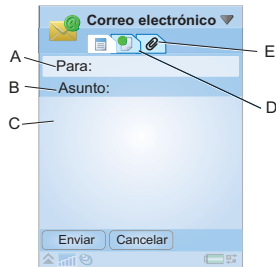 Correo electrónico
A
Para:
B
Asunto:
C
D
E
Enviar
Cancelar